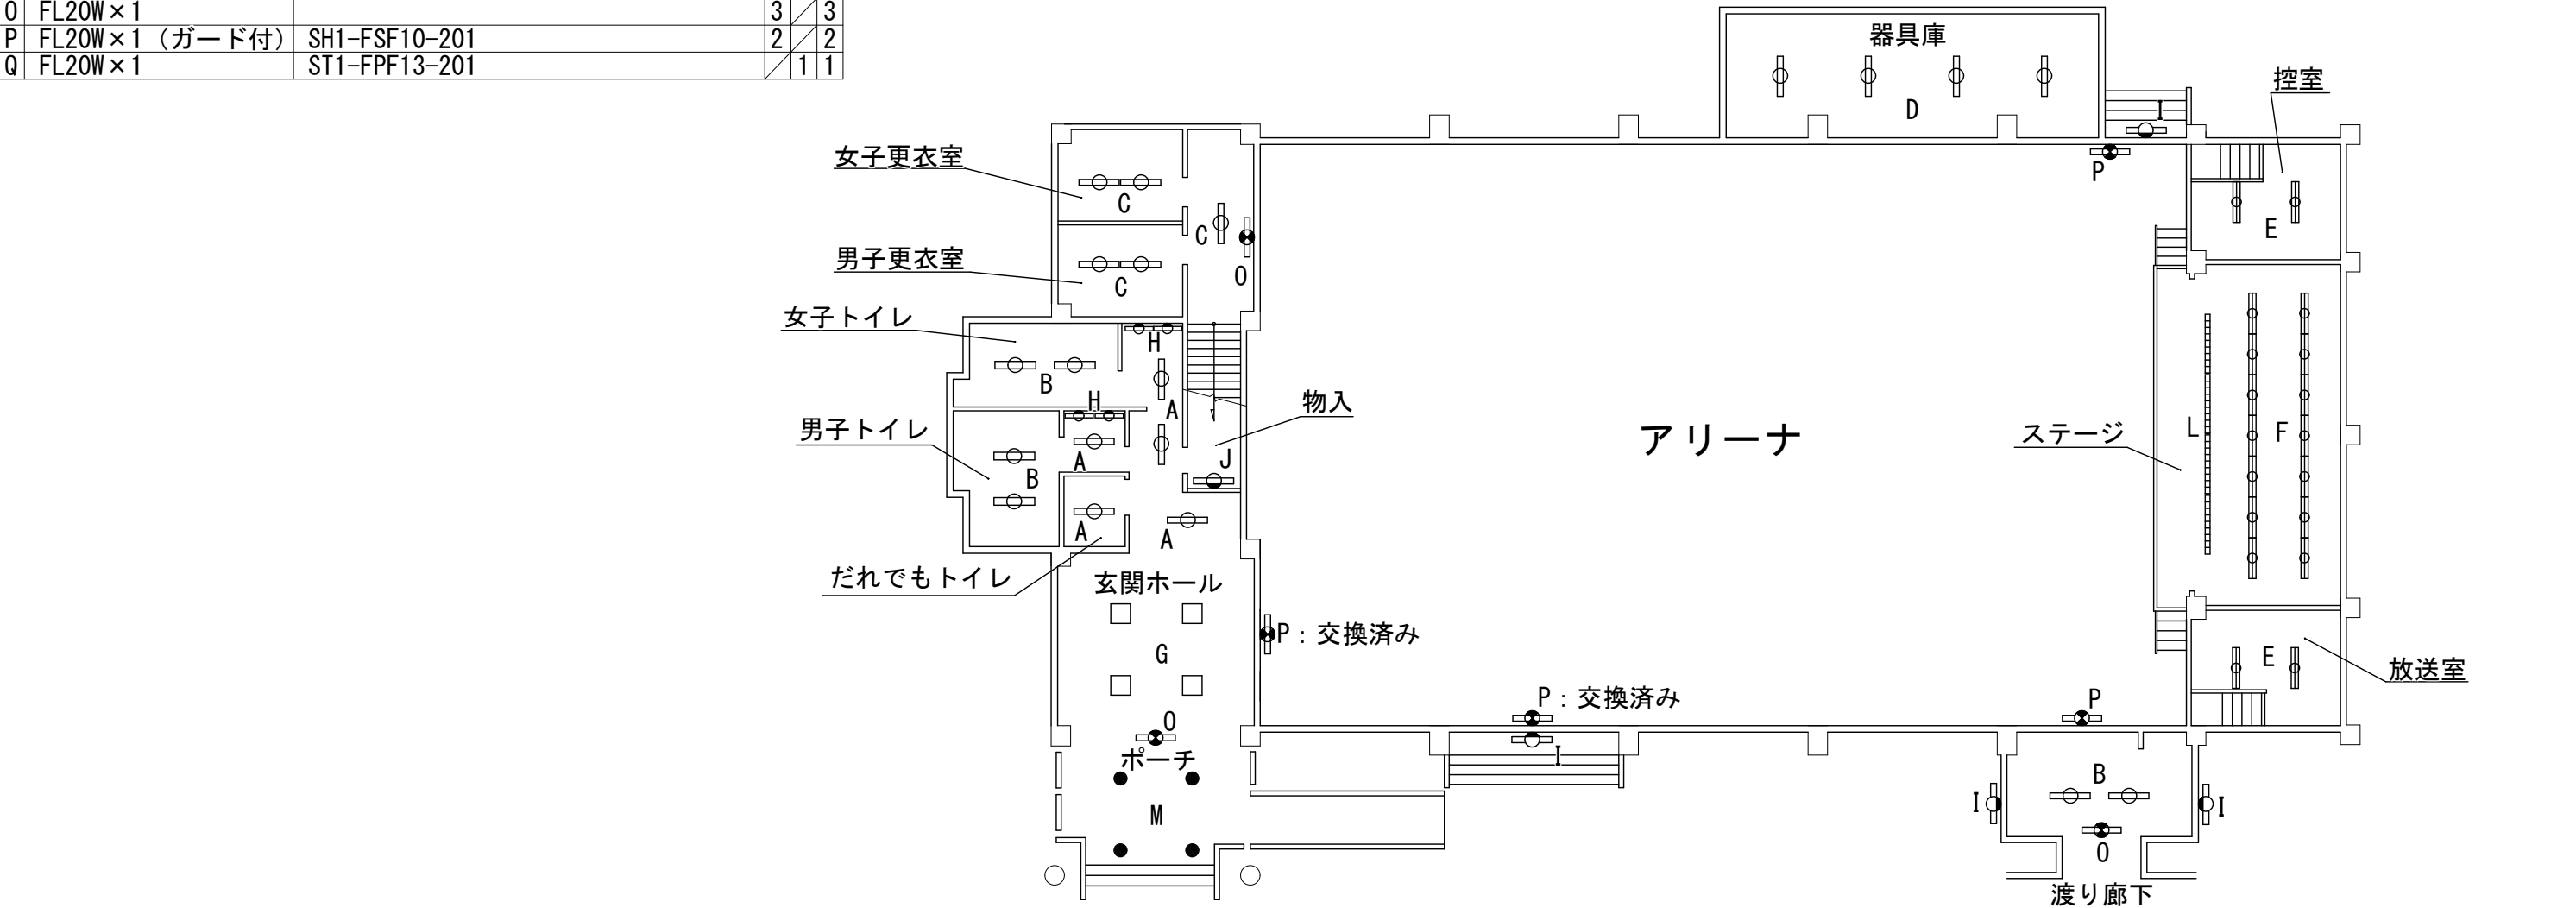 O FL20W×1 3 3
P FL20W×1（ガード付） SH1-FSF10-201 2 2
Q FL20W×1 ST1-FPF13-201 1 1
器具庫
D
I
控室
P
E
女子更衣室
C
C
O
男子更衣室
C
女子トイレ
H
B
A
H
物入
男子トイレ
A
B
J
A
A
だれでもトイレ
アリーナ
ステージ
L
F
玄関ホール
G
P：交換済み
E
放送室
P：交換済み
P
O
ポーチ
I
M
B
I
I
O
渡り廊下